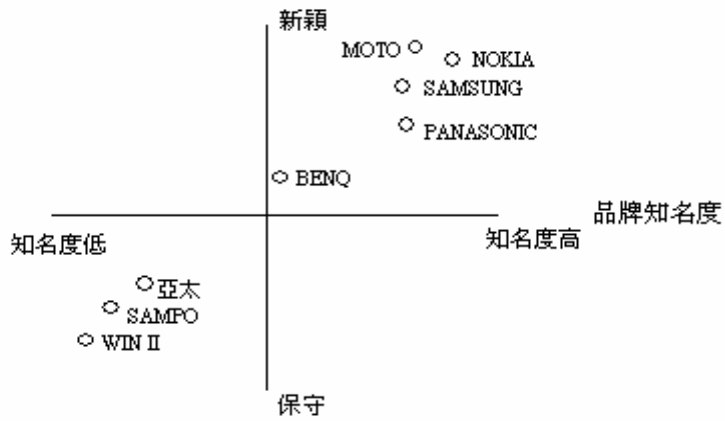 新穎
MOTO
NOKIA
SAMSUNG
PANASONIC
BENQ
品牌知名度
知名度低
知名度高
亞太
SAMPO
WIN II
保守